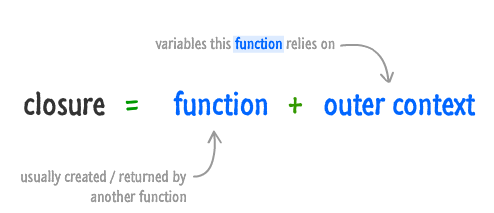 variables this function relies on
closure = function + outer context
usually created / returned by
another function